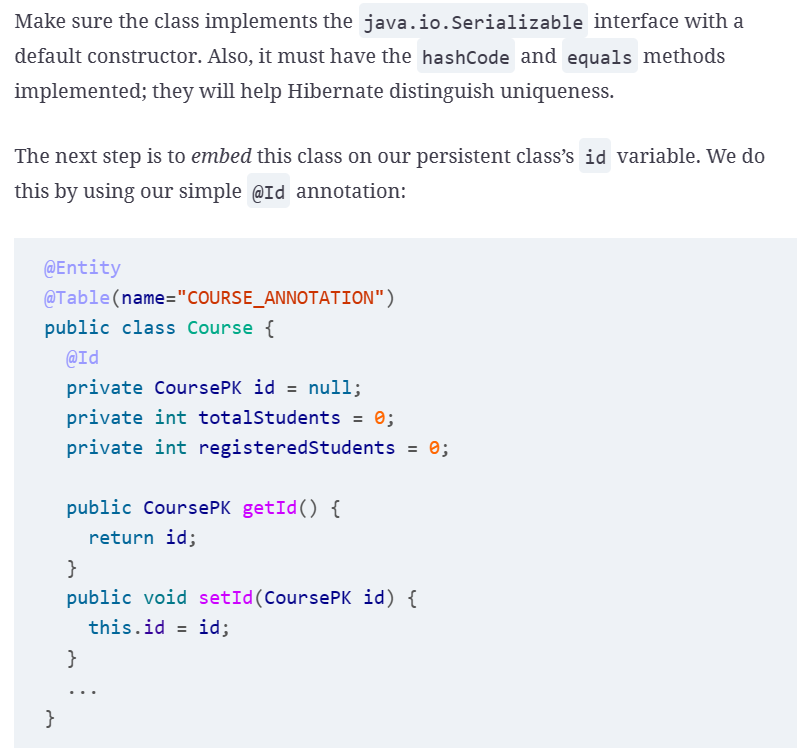 Make sure the class implements the java.io.Serializable interface with a
default constructor. Also, it must have the hashCode and equals methods
implemented; they will help Hibernate distinguish uniqueness.
The next step is to embed this class on our persistent class’s id variable. We do
this by using our simple @Id annotation:
@Entity
@Table(name="COURSE_ANNOTATION")
public class Course {
  @Id
  private CoursePK id = null;
  private int totalStudents = 0;
  private int registeredStudents = 0;
  public CoursePK getId() {
    return id;
  }
  public void setId(CoursePK id) {
    this.id = id;
  }
  ...
}